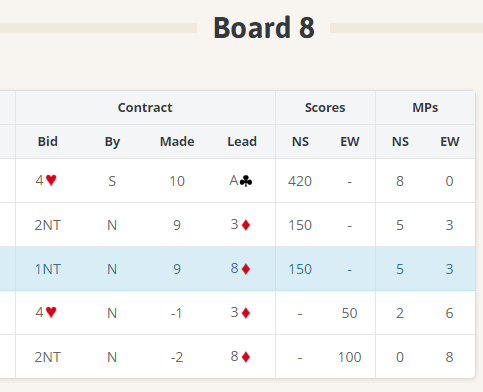 Board 8
Contract Scores MPs
Bid By Made Lead NS EW NS EW
4♥ S 10 A♣ 420 - 8 0
2NT N 9 3♦ 150 - 5 3
1NT N 9 8♦ 150 - 5 3
4♥ N -1 3♦ - 50 2 6
2NT N -2 8♦ - 100 0 8